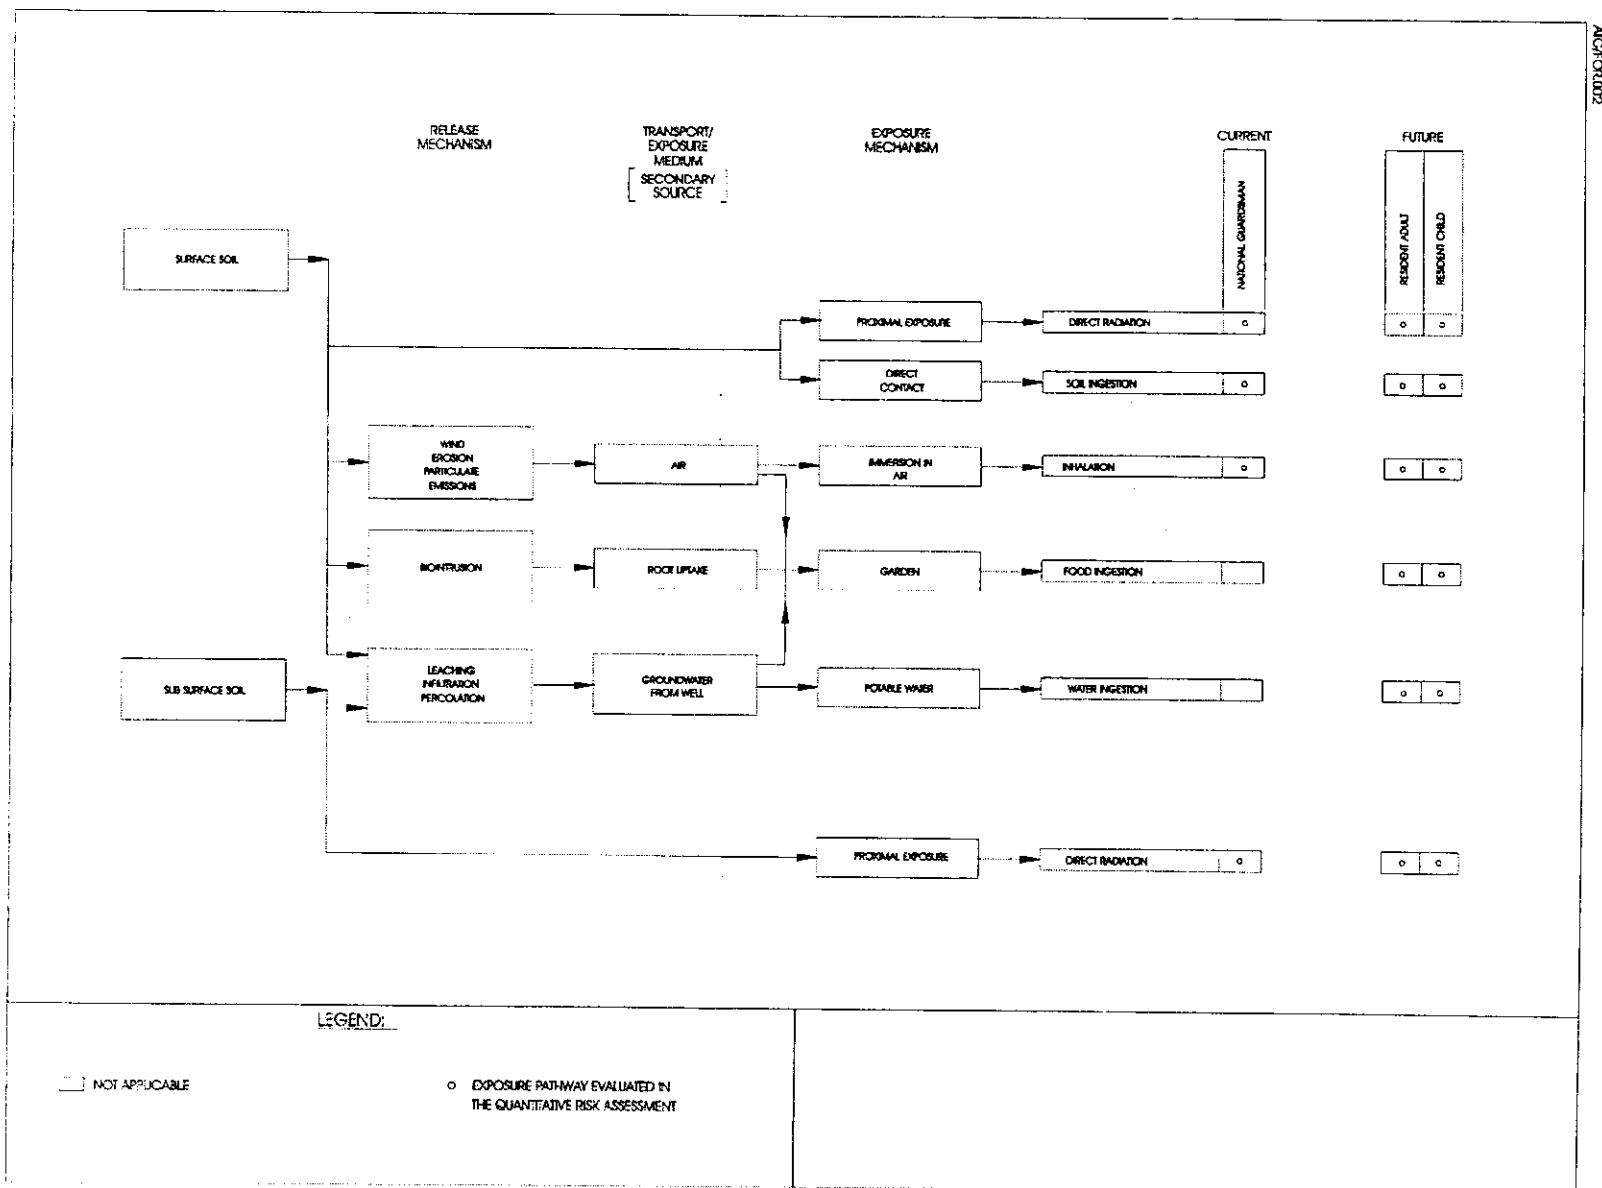 RELEASE
MECHANISM
TRANSPORT/
EXPOSURE
MEDIUM
SECONDARY
SOURCE
EXPOSURE
MECHANISM
CURRENT
FUTURE
NATIONAL GUARDSMAN
RESIDENT ADULT
RESIDENT CHILD
SURFACE SOIL
PROXIMAL EXPOSURE
DIRECT RADIATION
DIRECT
CONTACT
SOIL INGESTION
WIND
EROSION
PARTICULATE
EMISSIONS
AIR
IMMERSION IN
AIR
INHALATION
BIOINTRUSION
ROOT UPTAKE
GARDEN
FOOD INGESTION
SUB SURFACE SOIL
LEACHING
INFILTRATION
PERCOLATION
GROUNDWATER
FROM WELL
POTABLE WATER
WATER INGESTION
PROXIMAL EXPOSURE
DIRECT RADIATION
LEGEND:
NOT APPLICABLE
EXPOSURE PATHWAY EVALUATED IN
THE QUANTITATIVE RISK ASSESSMENT